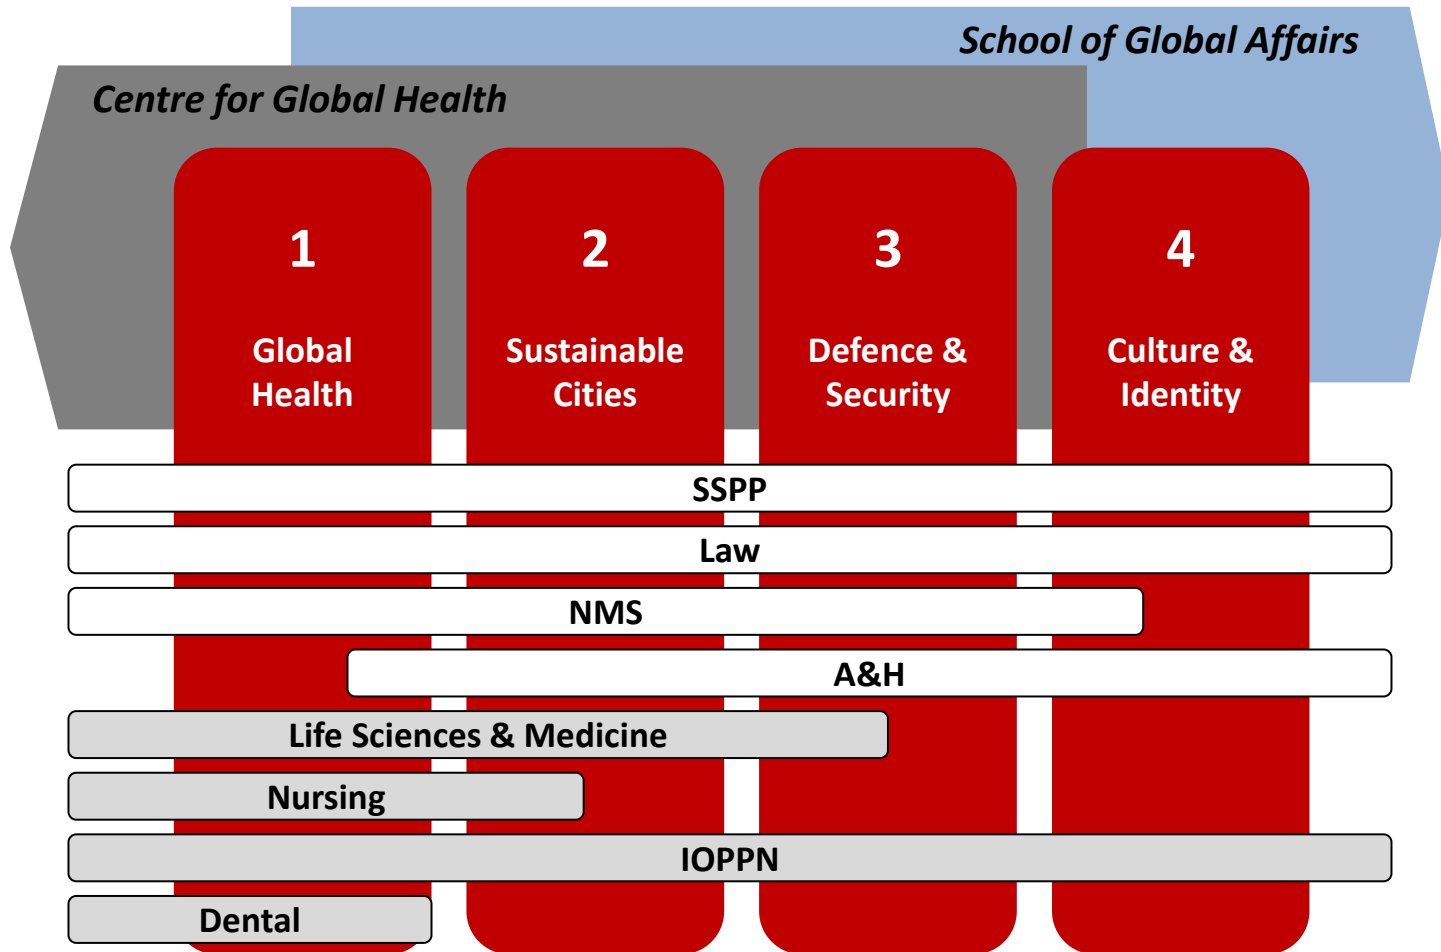 School of Global Affairs
Centre for Global Health
1
Global
Health
2
Sustainable
Cities
3
Defence &
Security
4
Culture &
Identity
SSPP
Law
NMS
A&H
Life Sciences & Medicine
Nursing
IOPPN
Dental